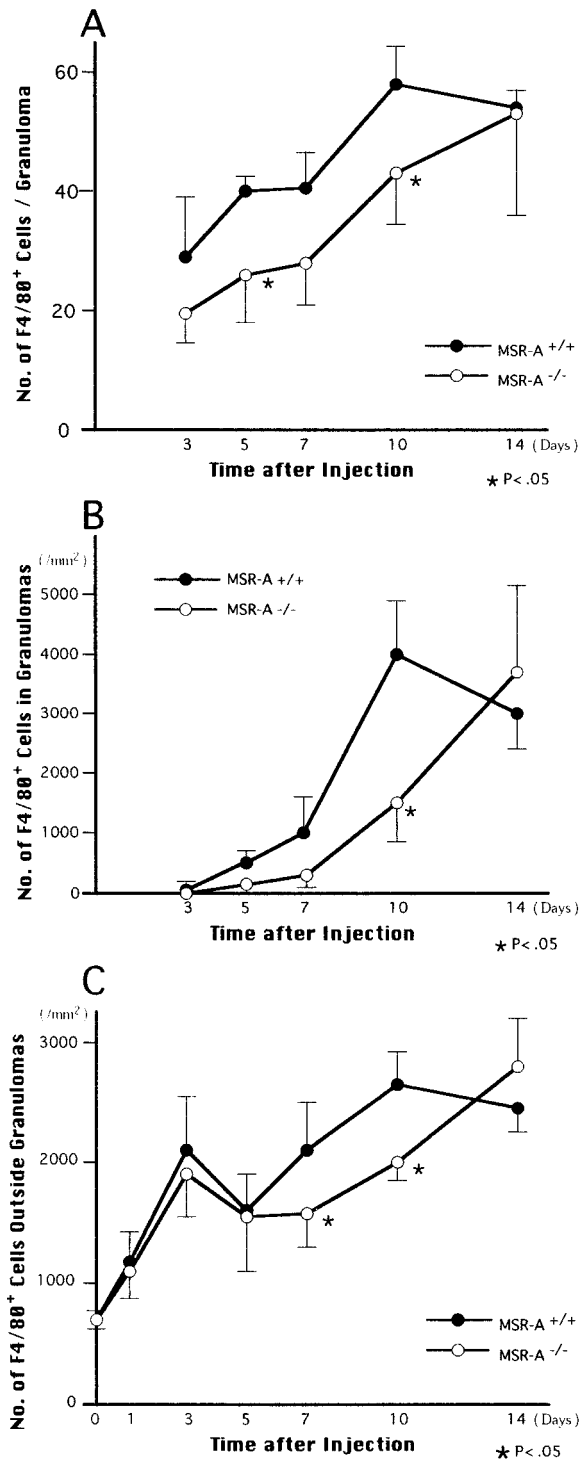 A
No. of F4/80⁺ Cells / Granuloma
60
40
20
0
MSR-A +/+
MSR-A -/-
3 5 7 10 14 (Days)
Time after Injection
★ P< .05
★
★
B
(/mm²)
No. of F4/80⁺ Cells in Granulomas
MSR-A +/+
MSR-A -/-
5000
4000
3000
2000
1000
0
★
3 5 7 10 14 (Days)
Time after Injection
★ P< .05
C
(/mm²)
No. of F4/80⁺ Cells Outside Granulomas
3000
2000
1000
0
★
★
MSR-A +/+
MSR-A -/-
0 1 3 5 7 10 14 (Days)
Time after Injection
★ P< .05